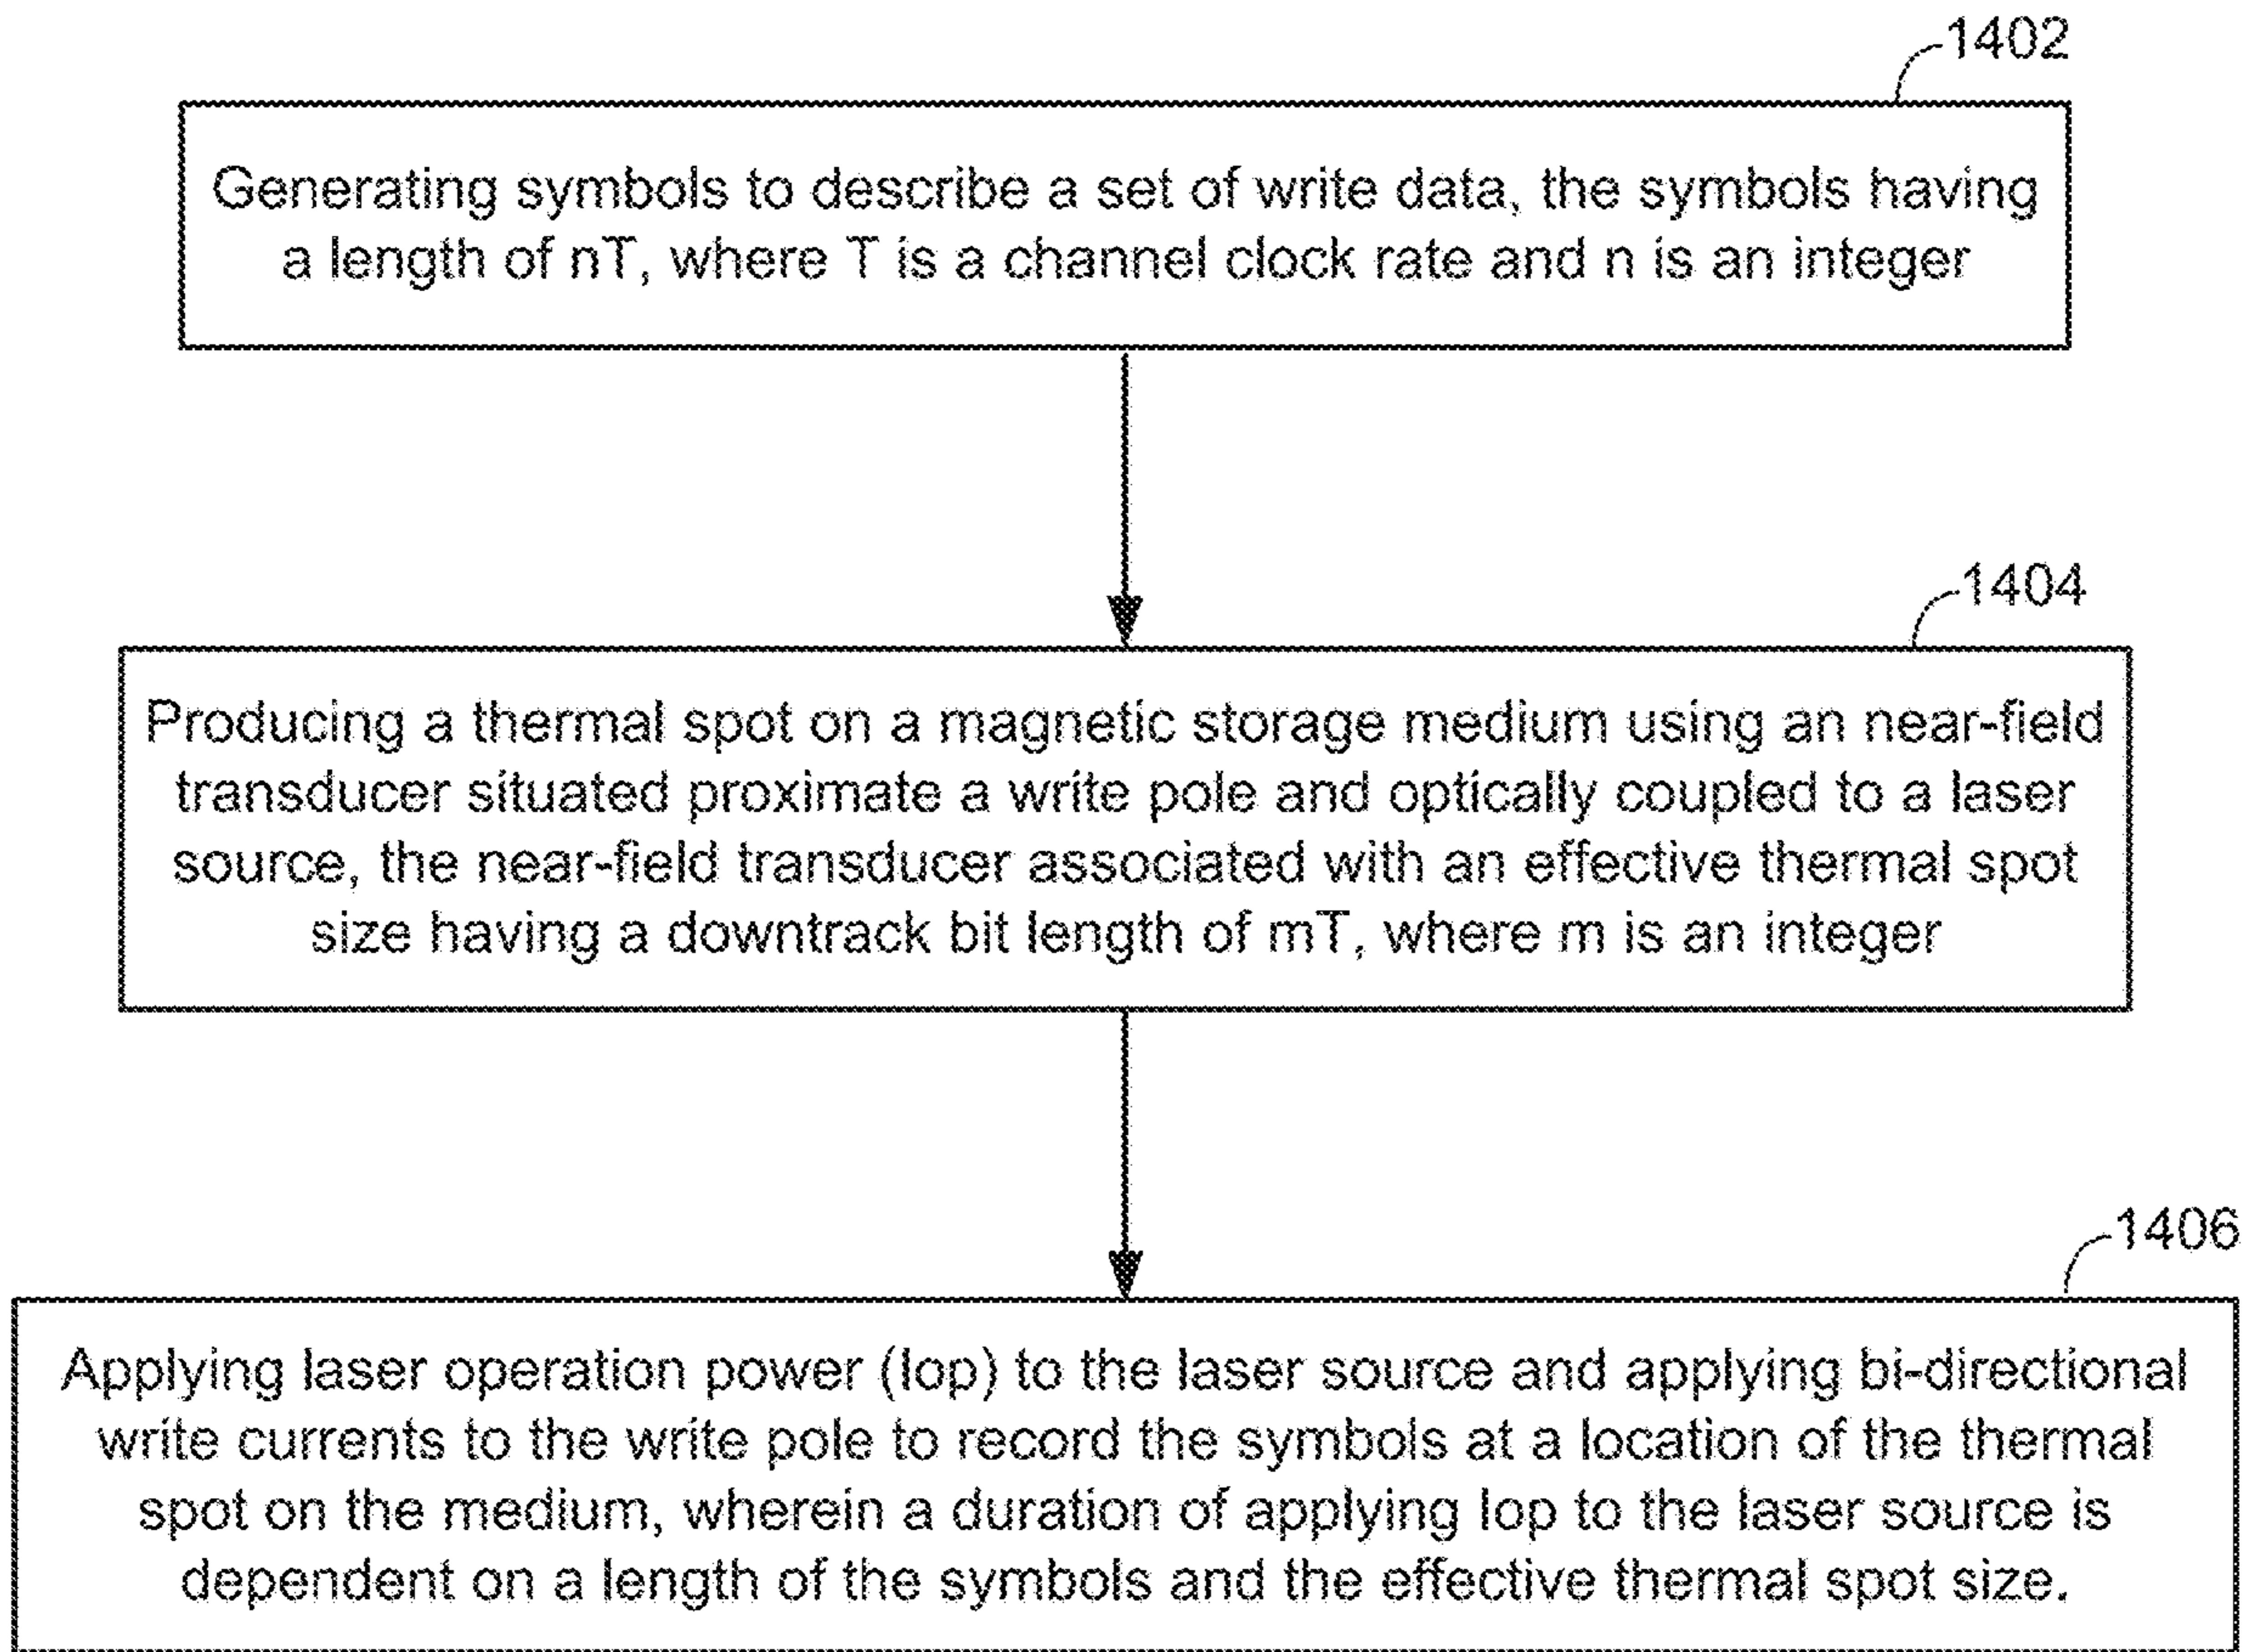 1402
Generating symbols to describe a set of write data, the symbols having
a length of nT, where T is a channel clock rate and n is an integer
1404
Producing a thermal spot on a magnetic storage medium using an near-field
transducer situated proximate a write pole and optically coupled to a laser
source, the near-field transducer associated with an effective thermal spot
size having a downtrack bit length of mT, where m is an integer
1406
Applying laser operation power (Iop) to the laser source and applying bi-directional
write currents to the write pole to record the symbols at a location of the thermal
spot on the medium, wherein a duration of applying Iop to the laser source is
dependent on a length of the symbols and the effective thermal spot size.